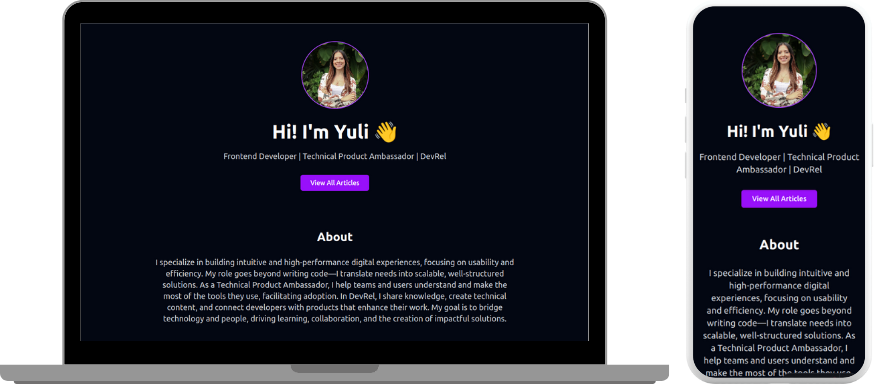 Hi! I'm Yuli 👋
Frontend Developer | Technical Product Ambassador | DevRel
View All Articles
About
I specialize in building intuitive and high-performance digital experiences, focusing on usability and
efficiency. My role goes beyond writing code—I translate needs into scalable, well-structured
solutions. As a Technical Product Ambassador, I help teams and users understand and make the
most of the tools they use, facilitating adoption. In DevRel, I share knowledge, create technical
content, and connect developers with products that enhance their work. My goal is to bridge
technology and people, driving learning, collaboration, and the creation of impactful solutions.
Hi! I'm Yuli 👋
Frontend Developer | Technical Product
Ambassador | DevRel
View All Articles
About
I specialize in building intuitive and
high-performance digital
experiences, focusing on usability
and efficiency. My role goes beyond
writing code—I translate needs into
scalable, well-structured solutions. As
a Technical Product Ambassador, I
help teams and users understand and
make the most of the tools they use,